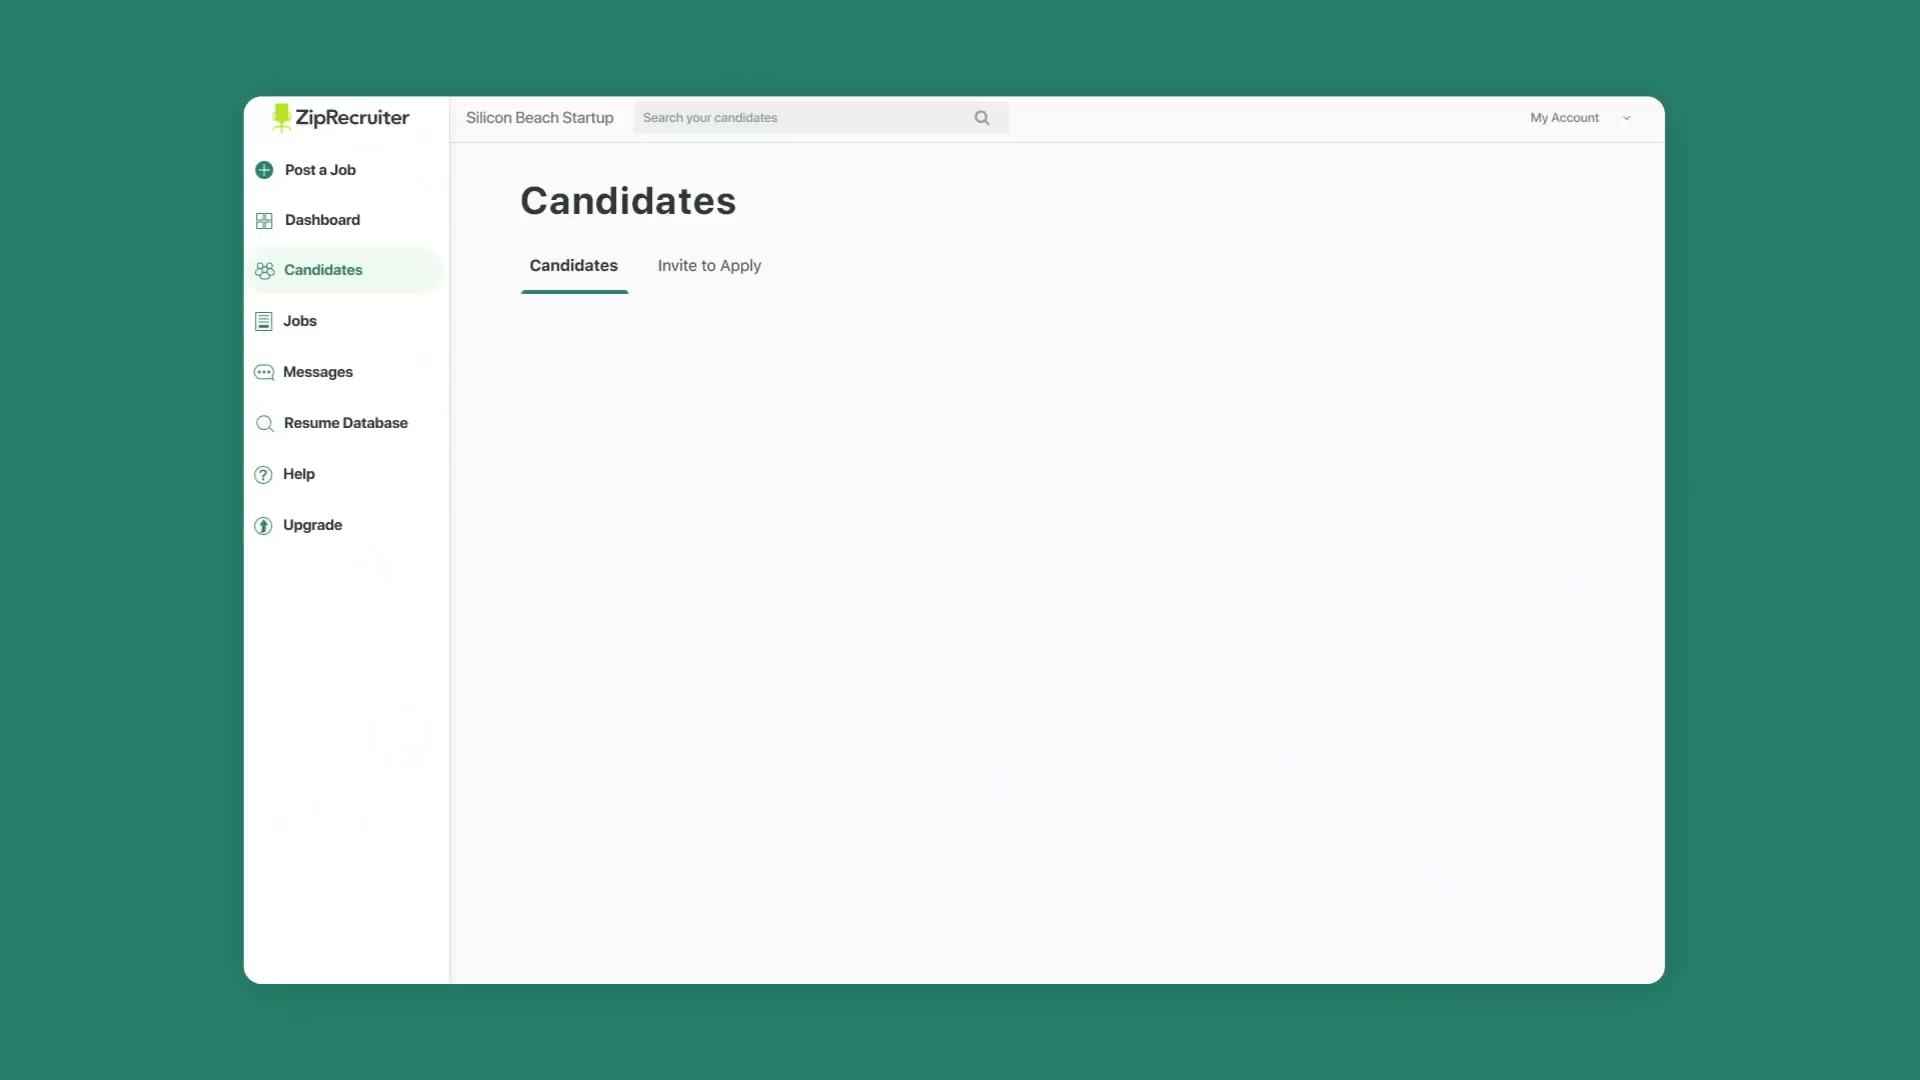 ZipRecruiter
Silicon Beach Startup
Search your candidates
My Account
Post a Job
Dashboard
Candidates
Jobs
Messages
Resume Database
Help
Upgrade
Candidates
Candidates
Invite to Apply